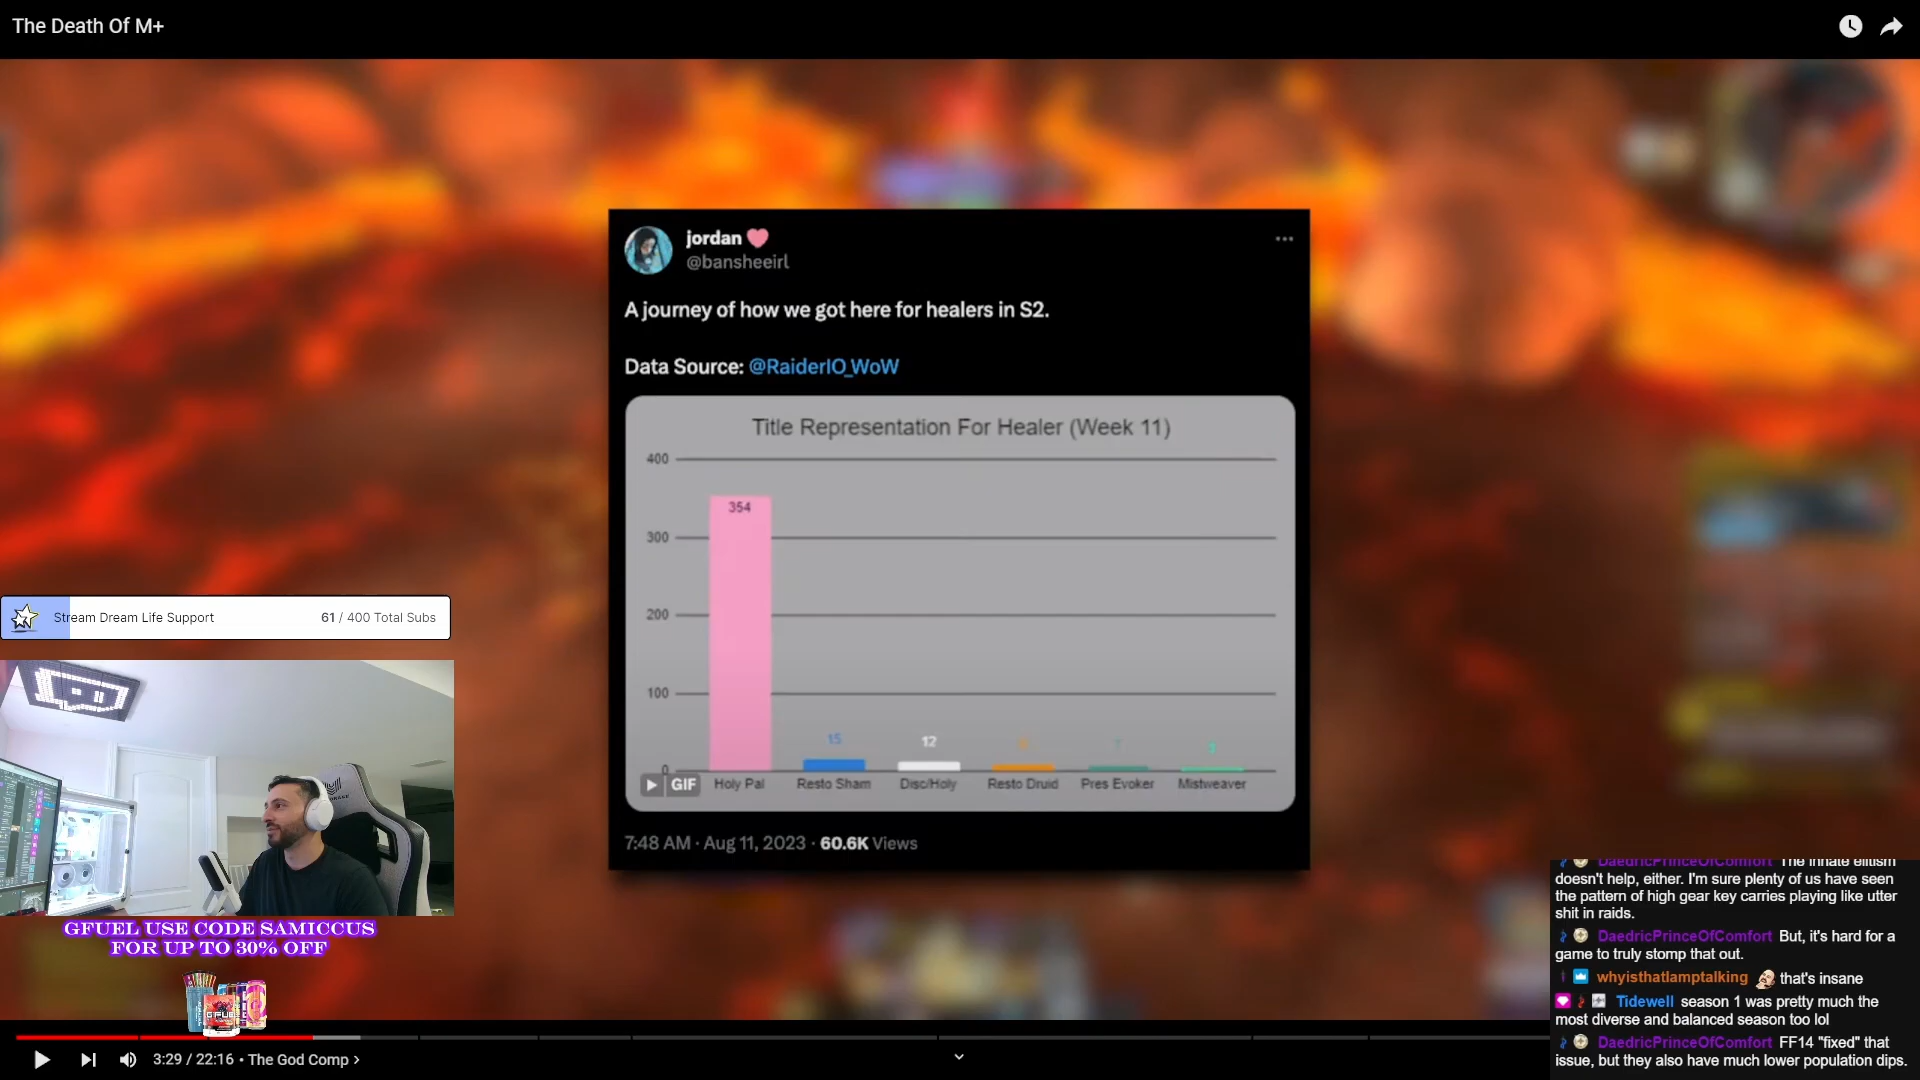 The Death Of M+
jordan
@bansheeirl
A journey of how we got here for healers in S2.
Data Source: @RaiderIO_WoW
Title Representation For Healer (Week 11)
400
354
300
200
100
15
12
0
GIF
Holy Pal
Resto Sham
Disc/Holy
Resto Druid
Pres Evoker
Mistweaver
7:48 AM · Aug 11, 2023 · 60.6K Views
Stream Dream Life Support
61 / 400 Total Subs
GFUEL USE CODE SAMICCUS
FOR UP TO 30% OFF
GFUEL
DaedricPrinceOfComfort The innate elitism
doesn't help, either. I'm sure plenty of us have seen
the pattern of high gear key carries playing like utter
shit in raids.
DaedricPrinceOfComfort But, it's hard for a
game to truly stomp that out.
whyisthatlamptalking that's insane
Tidewell season 1 was pretty much the
most diverse and balanced season too lol
DaedricPrinceOfComfort FF14 "fixed" that
issue, but they also have much lower population dips.
3:29 / 22:16 • The God Comp >